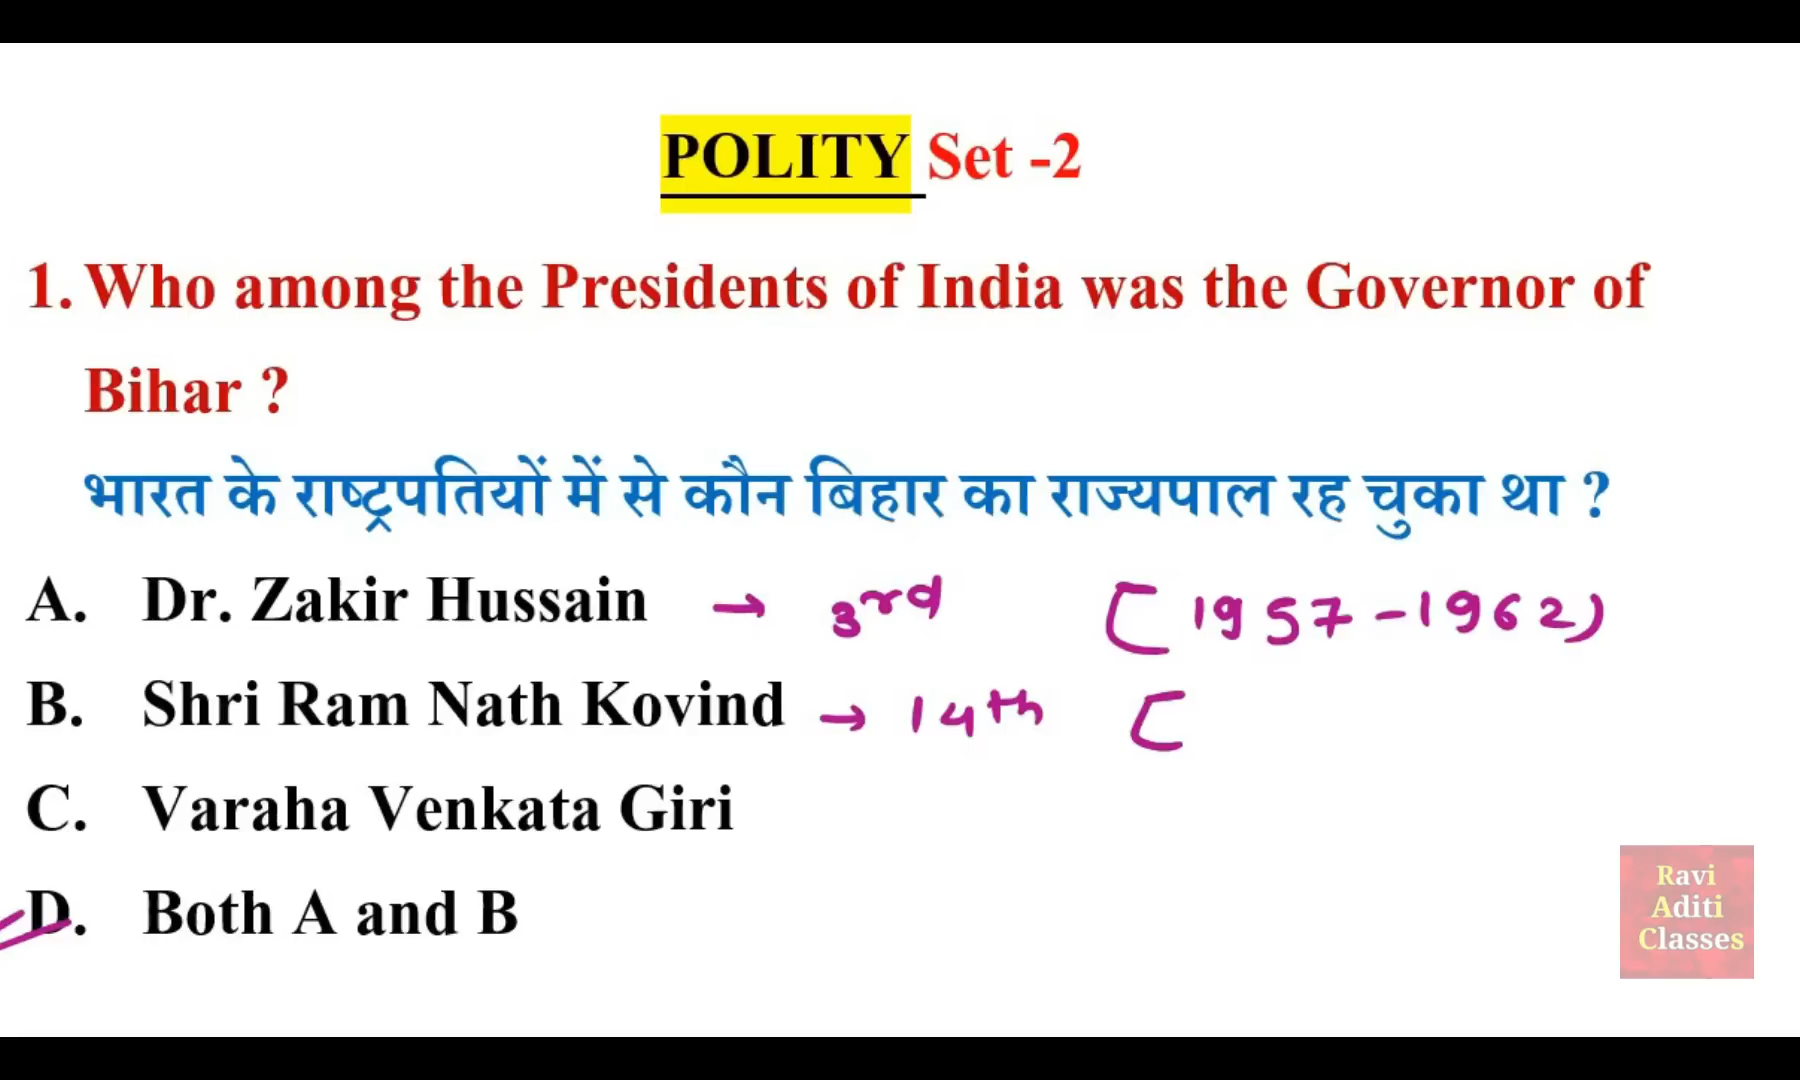 POLITY Set -2
1. Who among the Presidents of India was the Governor of
Bihar ?
भारत के राष्ट्रपतियों में से कौन बिहार का राज्यपाल रह चुका था ?
A. Dr. Zakir Hussain → 3rd [1957-1962)
B. Shri Ram Nath Kovind → 14th [
C. Varaha Venkata Giri
D. Both A and B
Ravi
Aditi
Classes